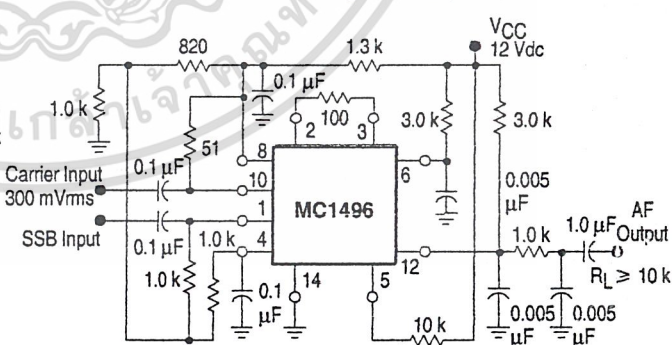 820
1.3 k
VCC
12 Vdc
0.1 µF
1.0 k
100
2
3
3.0 k
3.0 k
51
8
6
Carrier Input
300 mVrms
0.1 µF
10
MC1496
0.005
µF
1
SSB Input
0.1 µF
1.0 k
4
12
1.0 k
1.0 µF
AF
Output
RL ≥ 10 k
1.0 k
0.1
µF
14
5
10 k
0.005
µF
0.005
µF